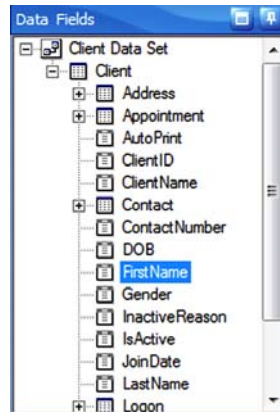 Data Fields
Client Data Set
Client
Address
Appointment
AutoPrint
ClientID
ClientName
Contact
ContactNumber
DOB
FirstName
Gender
InactiveReason
IsActive
JoinDate
LastName
Logon